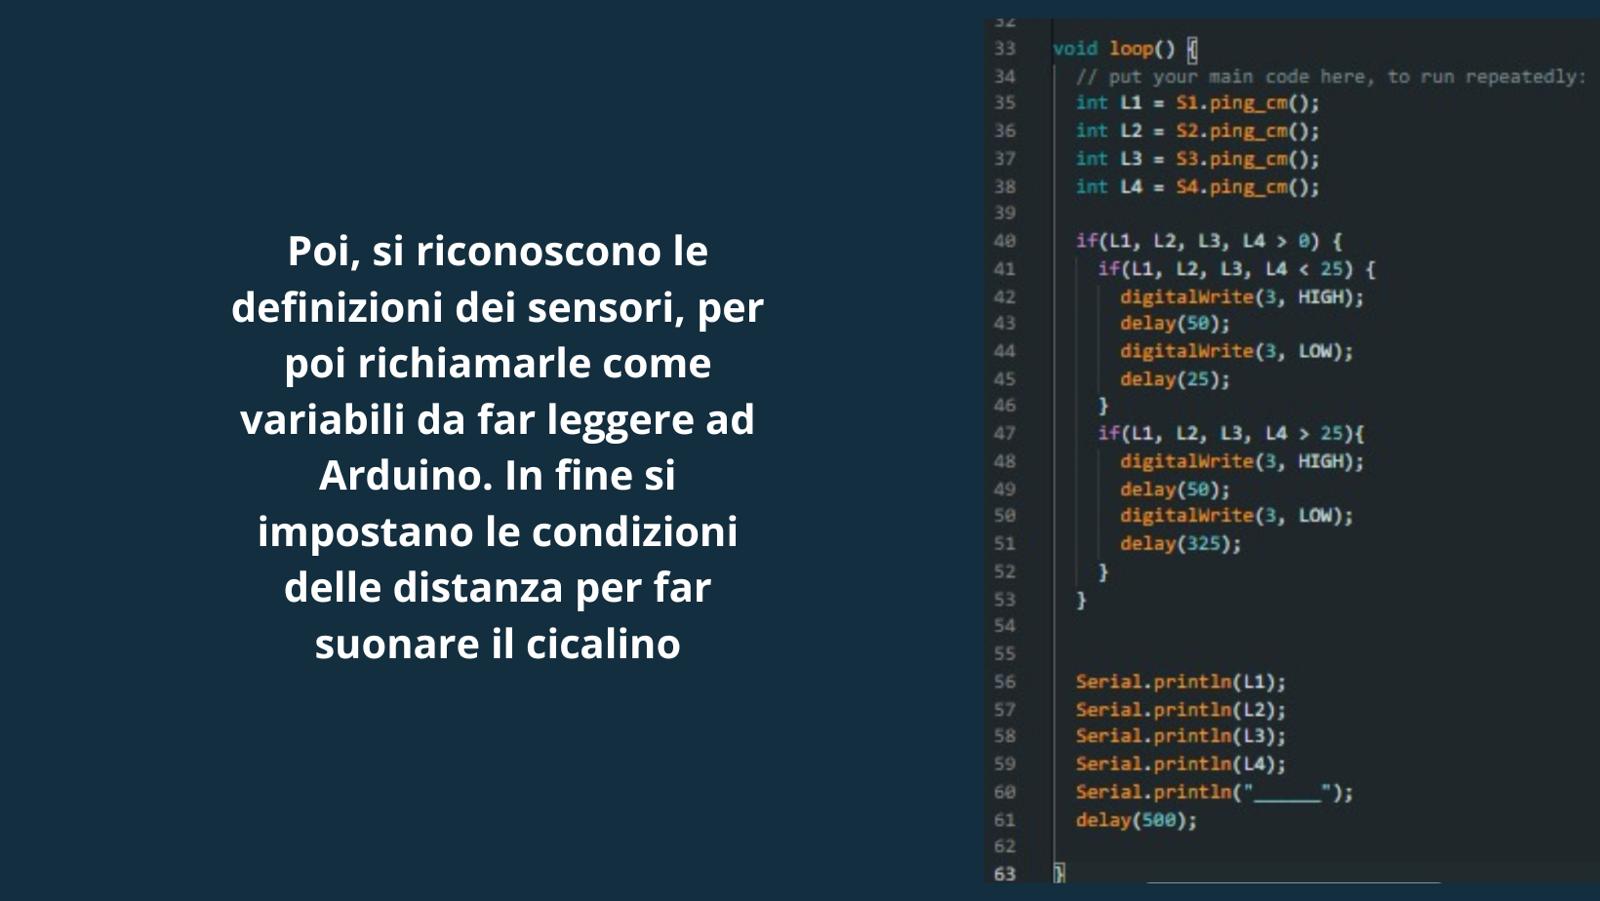 Poi, si riconoscono le
definizioni dei sensori, per
poi richiamarle come
variabili da far leggere ad
Arduino. In fine si
impostano le condizioni
delle distanza per far
suonare il cicalino
32
33 void loop() {
34 // put your main code here, to run repeatedly:
35 int L1 = S1.ping_cm();
36 int L2 = S2.ping_cm();
37 int L3 = S3.ping_cm();
38 int L4 = S4.ping_cm();
39
40 if(L1, L2, L3, L4 > 0) {
41 if(L1, L2, L3, L4 < 25) {
42 digitalWrite(3, HIGH);
43 delay(50);
44 digitalWrite(3, LOW);
45 delay(25);
46 }
47 if(L1, L2, L3, L4 > 25){
48 digitalWrite(3, HIGH);
49 delay(50);
50 digitalWrite(3, LOW);
51 delay(325);
52 }
53 }
54
55
56 Serial.println(L1);
57 Serial.println(L2);
58 Serial.println(L3);
59 Serial.println(L4);
60 Serial.println("______");
61 delay(500);
62
63 }